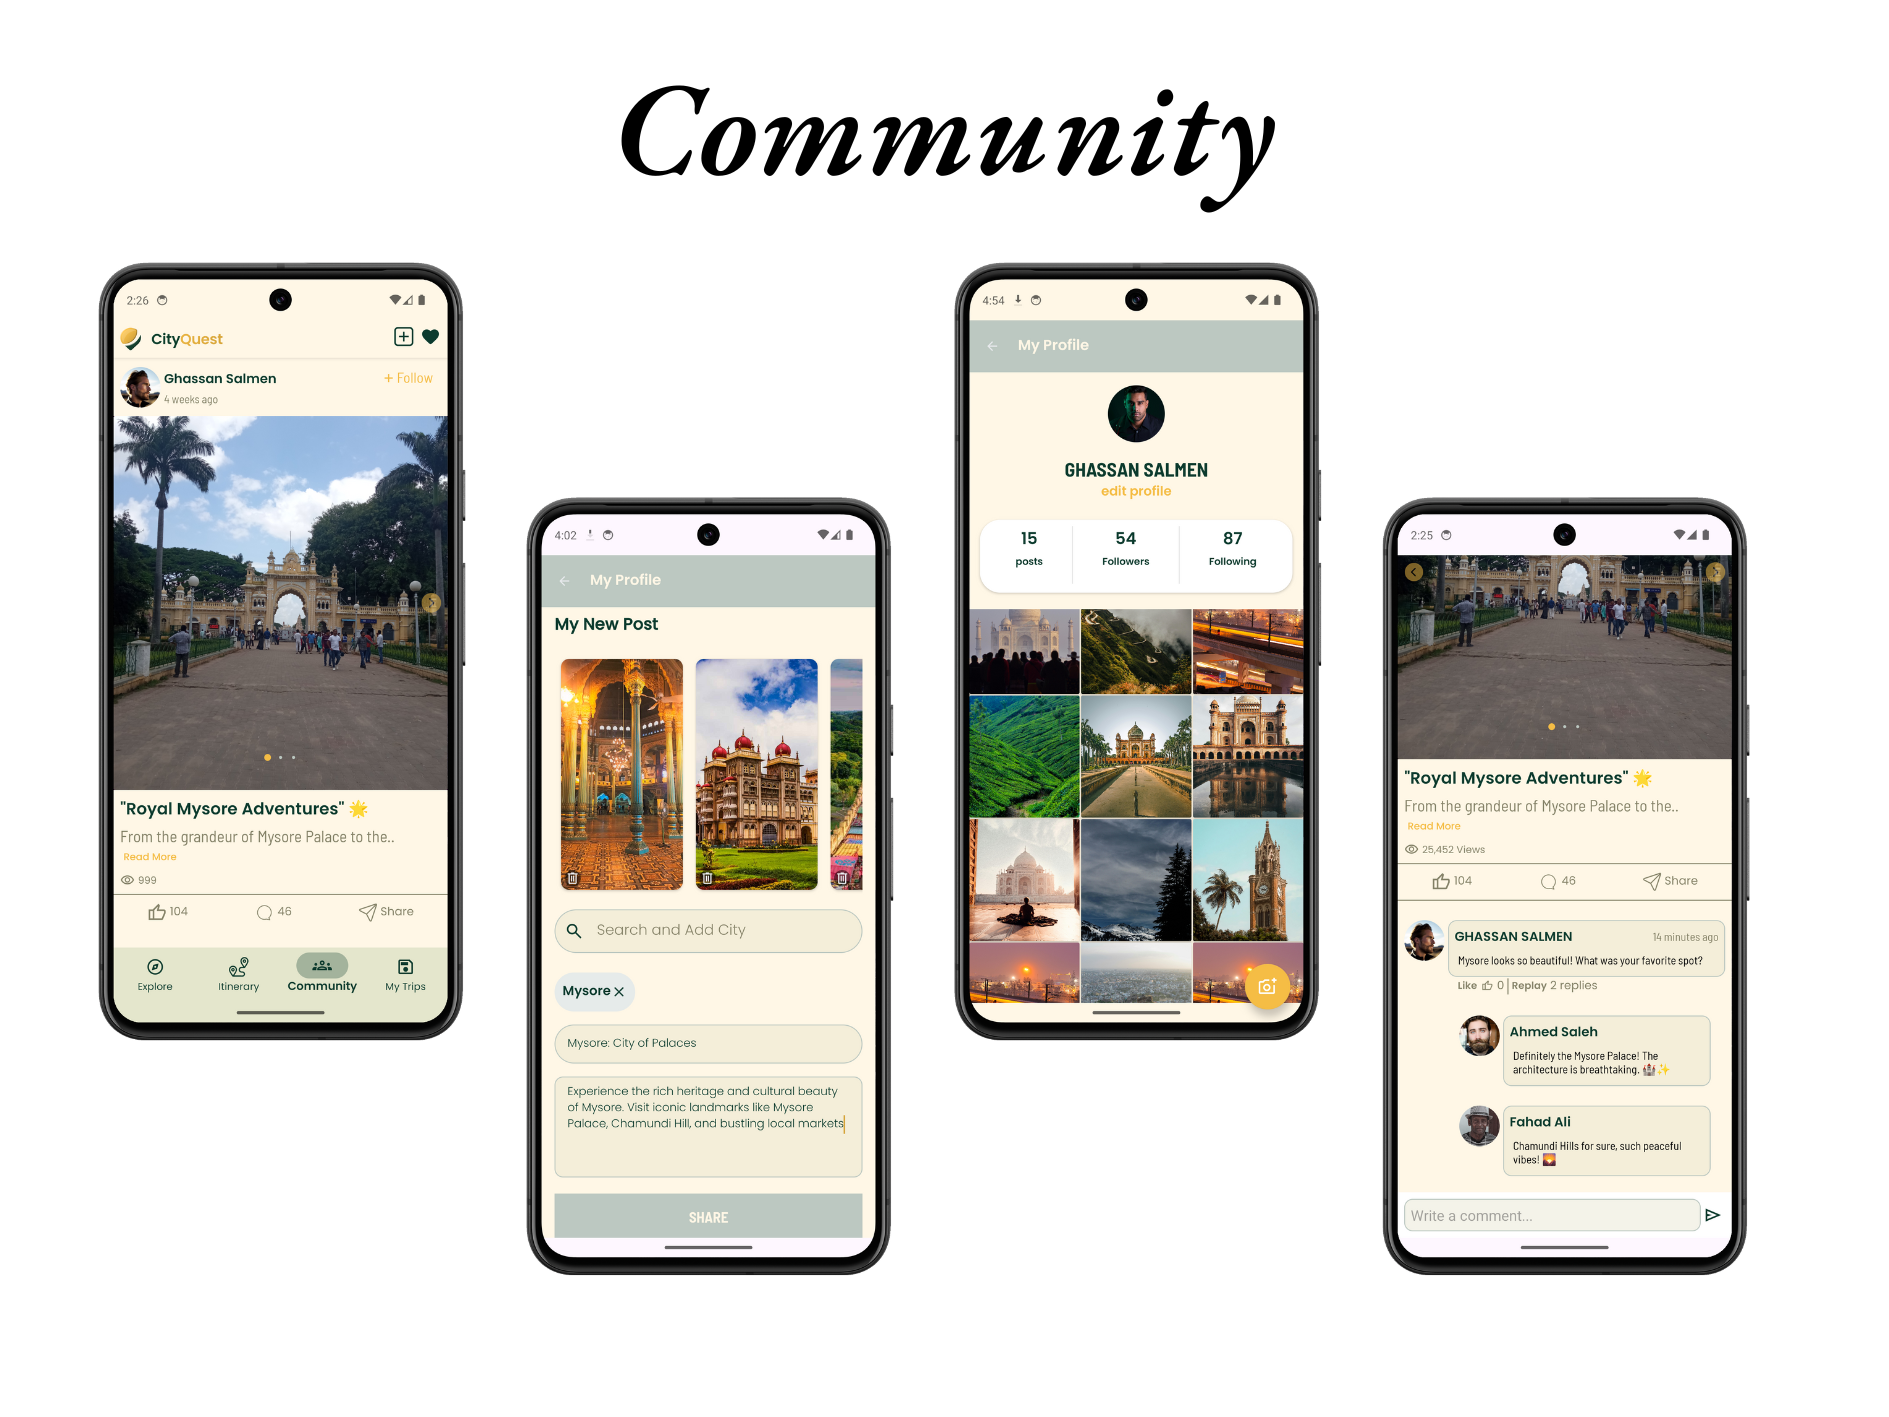 Community
2:26
CityQuest
Ghassan Salmen
+ Follow
4 weeks ago
"Royal Mysore Adventures" 🌟
From the grandeur of Mysore Palace to the..
Read More
999
104
46
Share
Explore
Itinerary
Community
My Trips
4:02
My Profile
My New Post
Search and Add City
Mysore
Mysore: City of Palaces
Experience the rich heritage and cultural beauty
of Mysore. Visit iconic landmarks like Mysore
Palace, Chamundi Hill, and bustling local markets
SHARE
4:54
My Profile
GHASSAN SALMEN
edit profile
15 54 87
posts Followers Following
2:25
"Royal Mysore Adventures" 🌟
From the grandeur of Mysore Palace to the..
Read More
25,452 Views
104
46
Share
GHASSAN SALMEN
14 minutes ago
Mysore looks so beautiful! What was your favorite spot?
Like 0 | Replay 2 replies
Ahmed Saleh
Definitely the Mysore Palace! The
architecture is breathtaking. 🏰✨
Fahad Ali
Chamundi Hills for sure, such peaceful
vibes! 🌄
Write a comment...